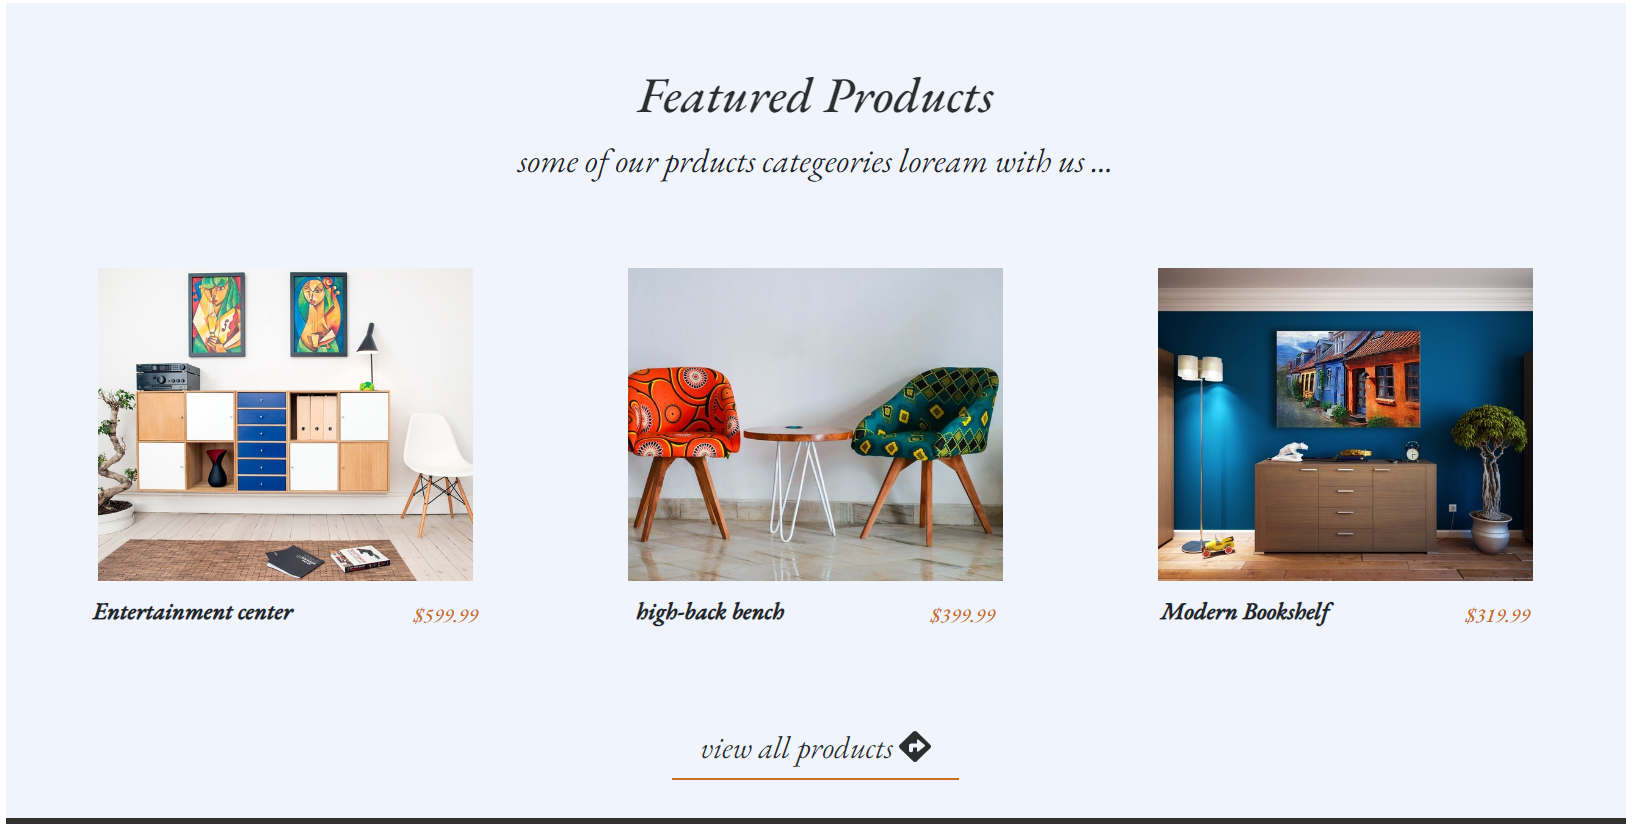 Featured Products
some of our prducts categeories loream with us ...
Entertainment center $599.99
high-back bench $399.99
Modern Bookshelf $319.99
view all products